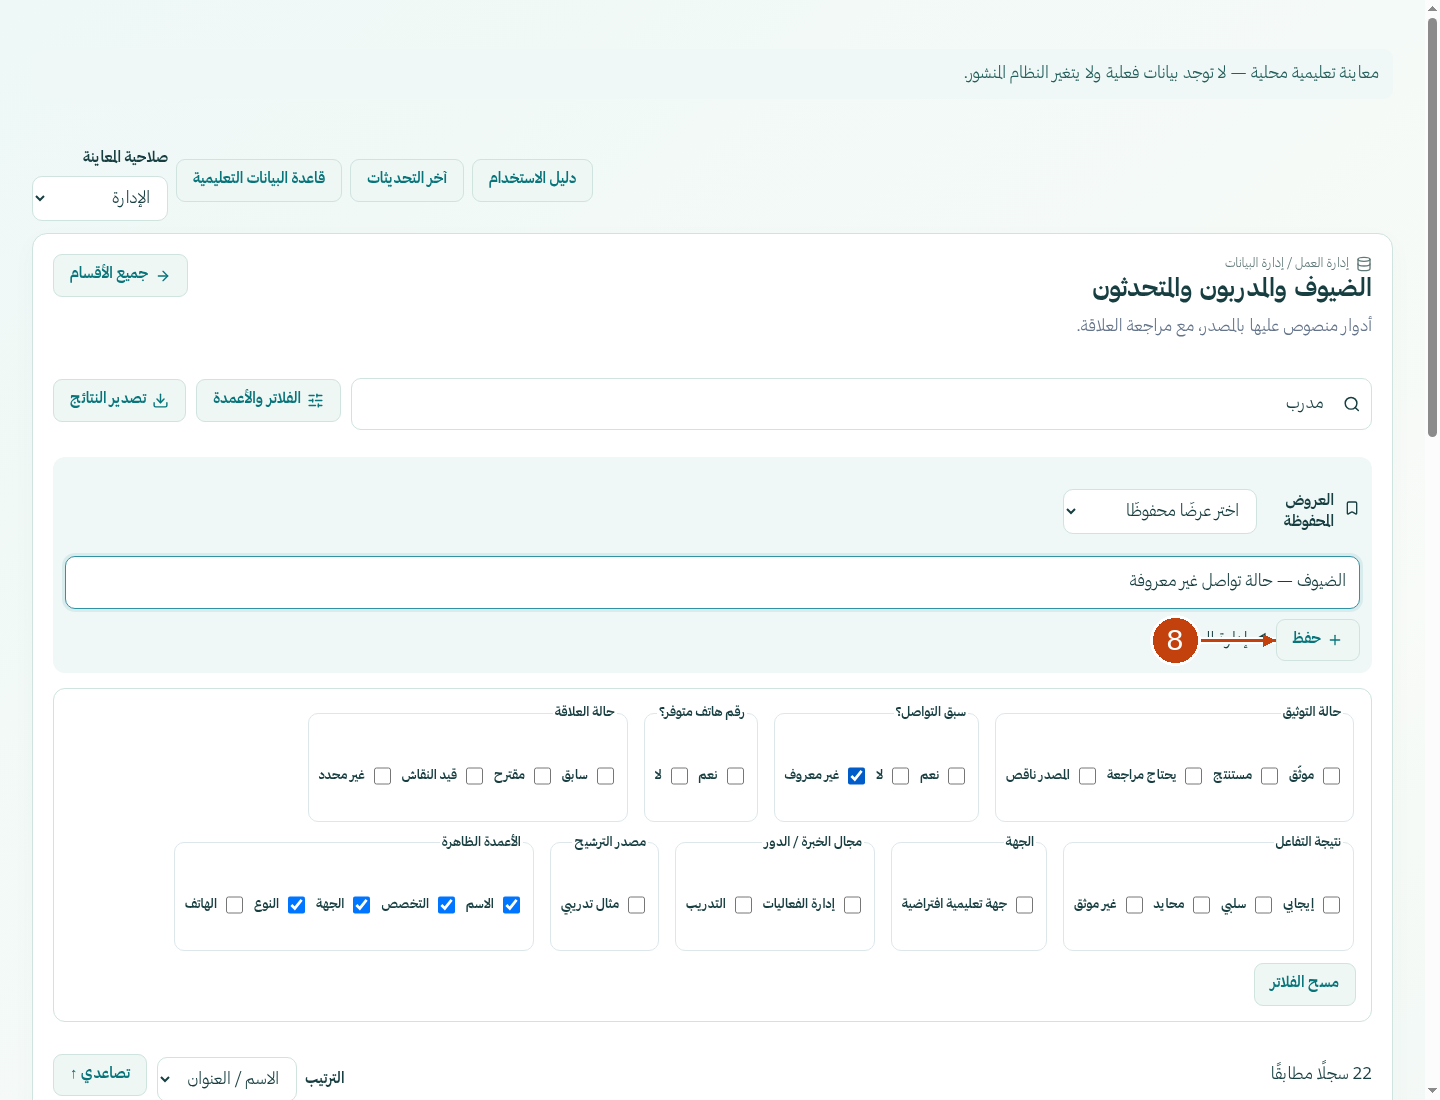 معاينة تعليمية محلية — لا توجد بيانات فعلية ولا يتغير النظام المنشور.
دليل الاستخدام
آخر التحديثات
قاعدة البيانات التعليمية
صلاحية المعاينة
الإدارة
إدارة العمل / إدارة البيانات
الضيوف والمدربون والمتحدثون
أدوار منصوص عليها بالمصدر، مع مراجعة العلاقة.
جميع الأقسام
مدرب
الفلاتر والأعمدة
تصدير النتائج
العروض المحفوظة
اختر عرضًا محفوظًا
الضيوف — حالة تواصل غير معروفة
+ حفظ
8
حالة التوثيق
موثّق مستنتج يحتاج مراجعة المصدر ناقص
سبق التواصل؟
نعم لا غير معروف
رقم هاتف متوفر؟
نعم لا
حالة العلاقة
سابق مقترح قيد النقاش غير محدد
نتيجة التفاعل
إيجابي سلبي محايد غير موثق
الجهة
جهة تعليمية افتراضية
مجال الخبرة / الدور
إدارة الفعاليات التدريب
مصدر الترشيح
مثال تدريبي
الأعمدة الظاهرة
الاسم التخصص الجهة النوع الهاتف
مسح الفلاتر
22 سجلًا مطابقًا
الترتيب
الاسم / العنوان
تصاعدي ↑